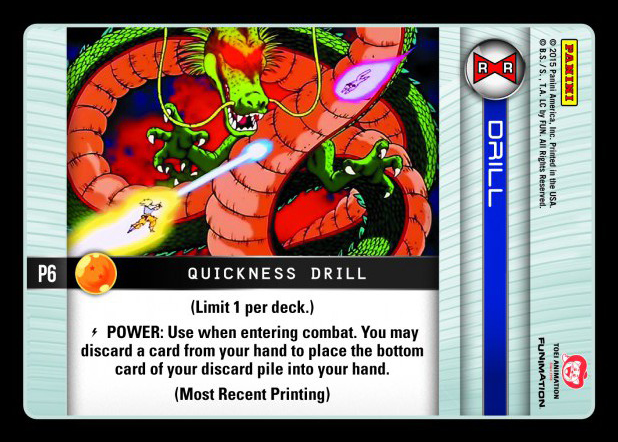 P6
QUICKNESS DRILL
(Limit 1 per deck.)
POWER: Use when entering combat. You may
discard a card from your hand to place the bottom
card of your discard pile into your hand.
(Most Recent Printing)
R R
DRILL
PANINI
© 2015 Panini America, Inc. Printed in the USA.
© B.S./S., T.A. LC by FUN. All Rights Reserved.
TOEI ANIMATION
FUNIMATION